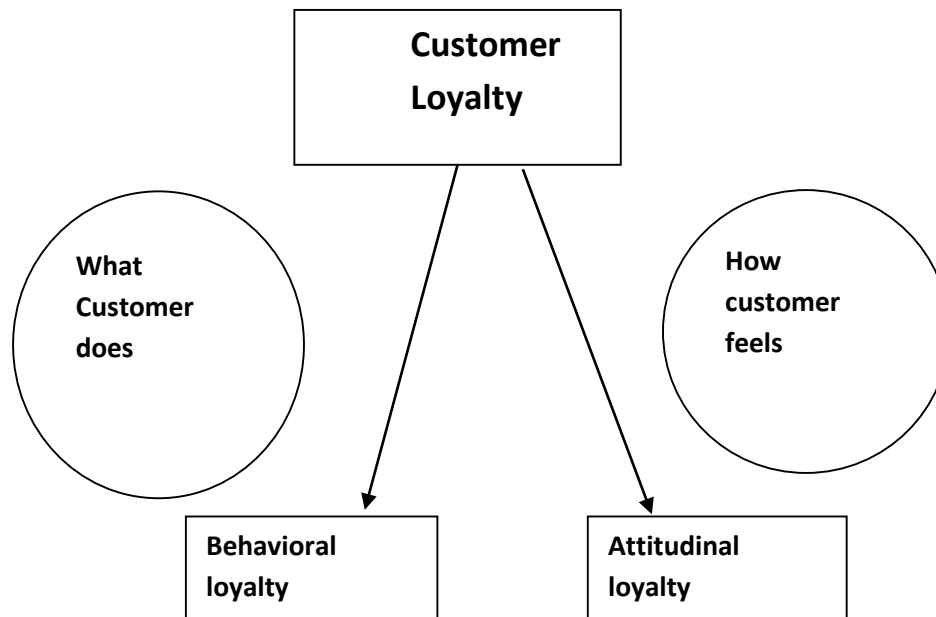 Customer
Loyalty
What
Customer
does
How
customer
feels
Behavioral
loyalty
Attitudinal
loyalty